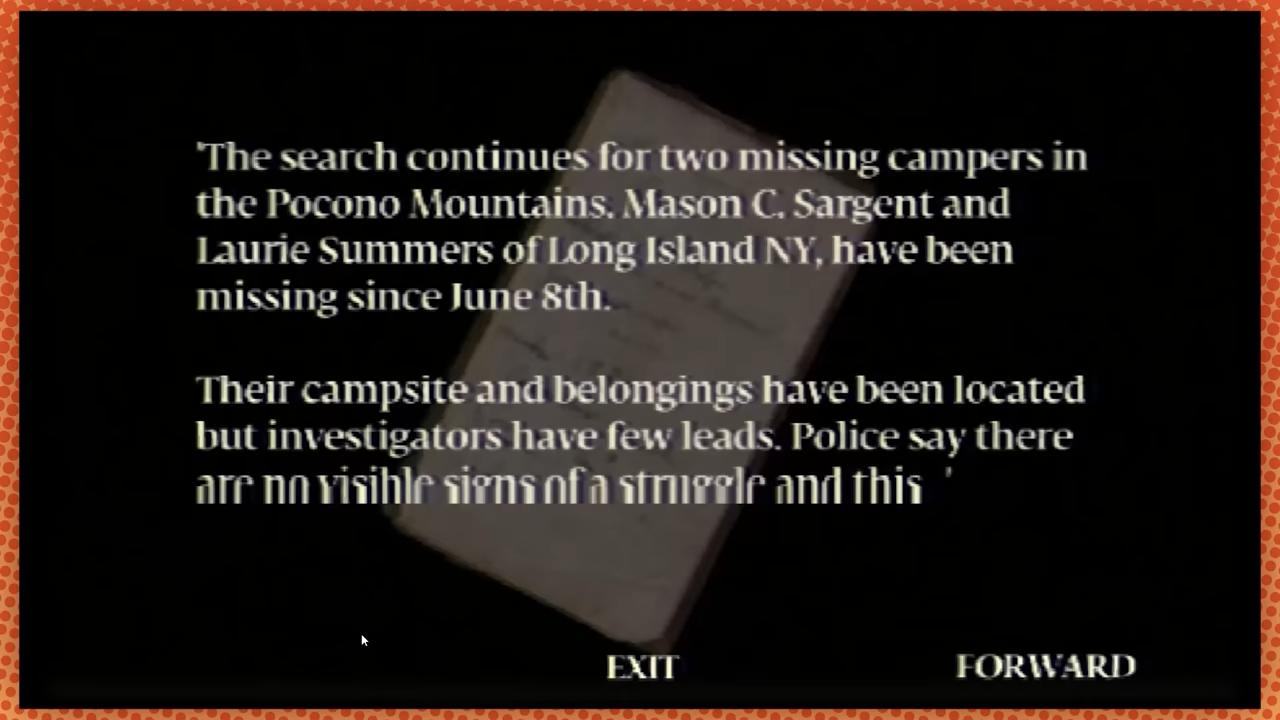 'The search continues for two missing campers in
the Pocono Mountains. Mason C. Sargent and
Laurie Summers of Long Island NY, have been
missing since June 8th.
Their campsite and belongings have been located
but investigators have few leads. Police say there
are no visible signs of a struggle and this '
EXIT
FORWARD